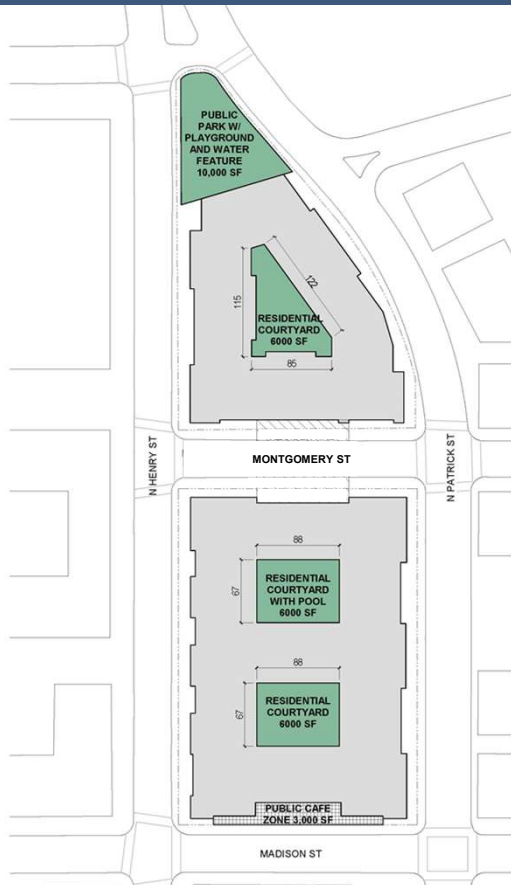 PUBLIC
PARK W/
PLAYGROUND
AND WATER
FEATURE
10,000 SF
122
115
RESIDENTIAL
COURTYARD
6000 SF
85
MONTGOMERY ST
N HENRY ST
N PATRICK ST
88
67
RESIDENTIAL
COURTYARD
WITH POOL
6000 SF
88
67
RESIDENTIAL
COURTYARD
6000 SF
PUBLIC CAFE
ZONE 3,000 SF
MADISON ST